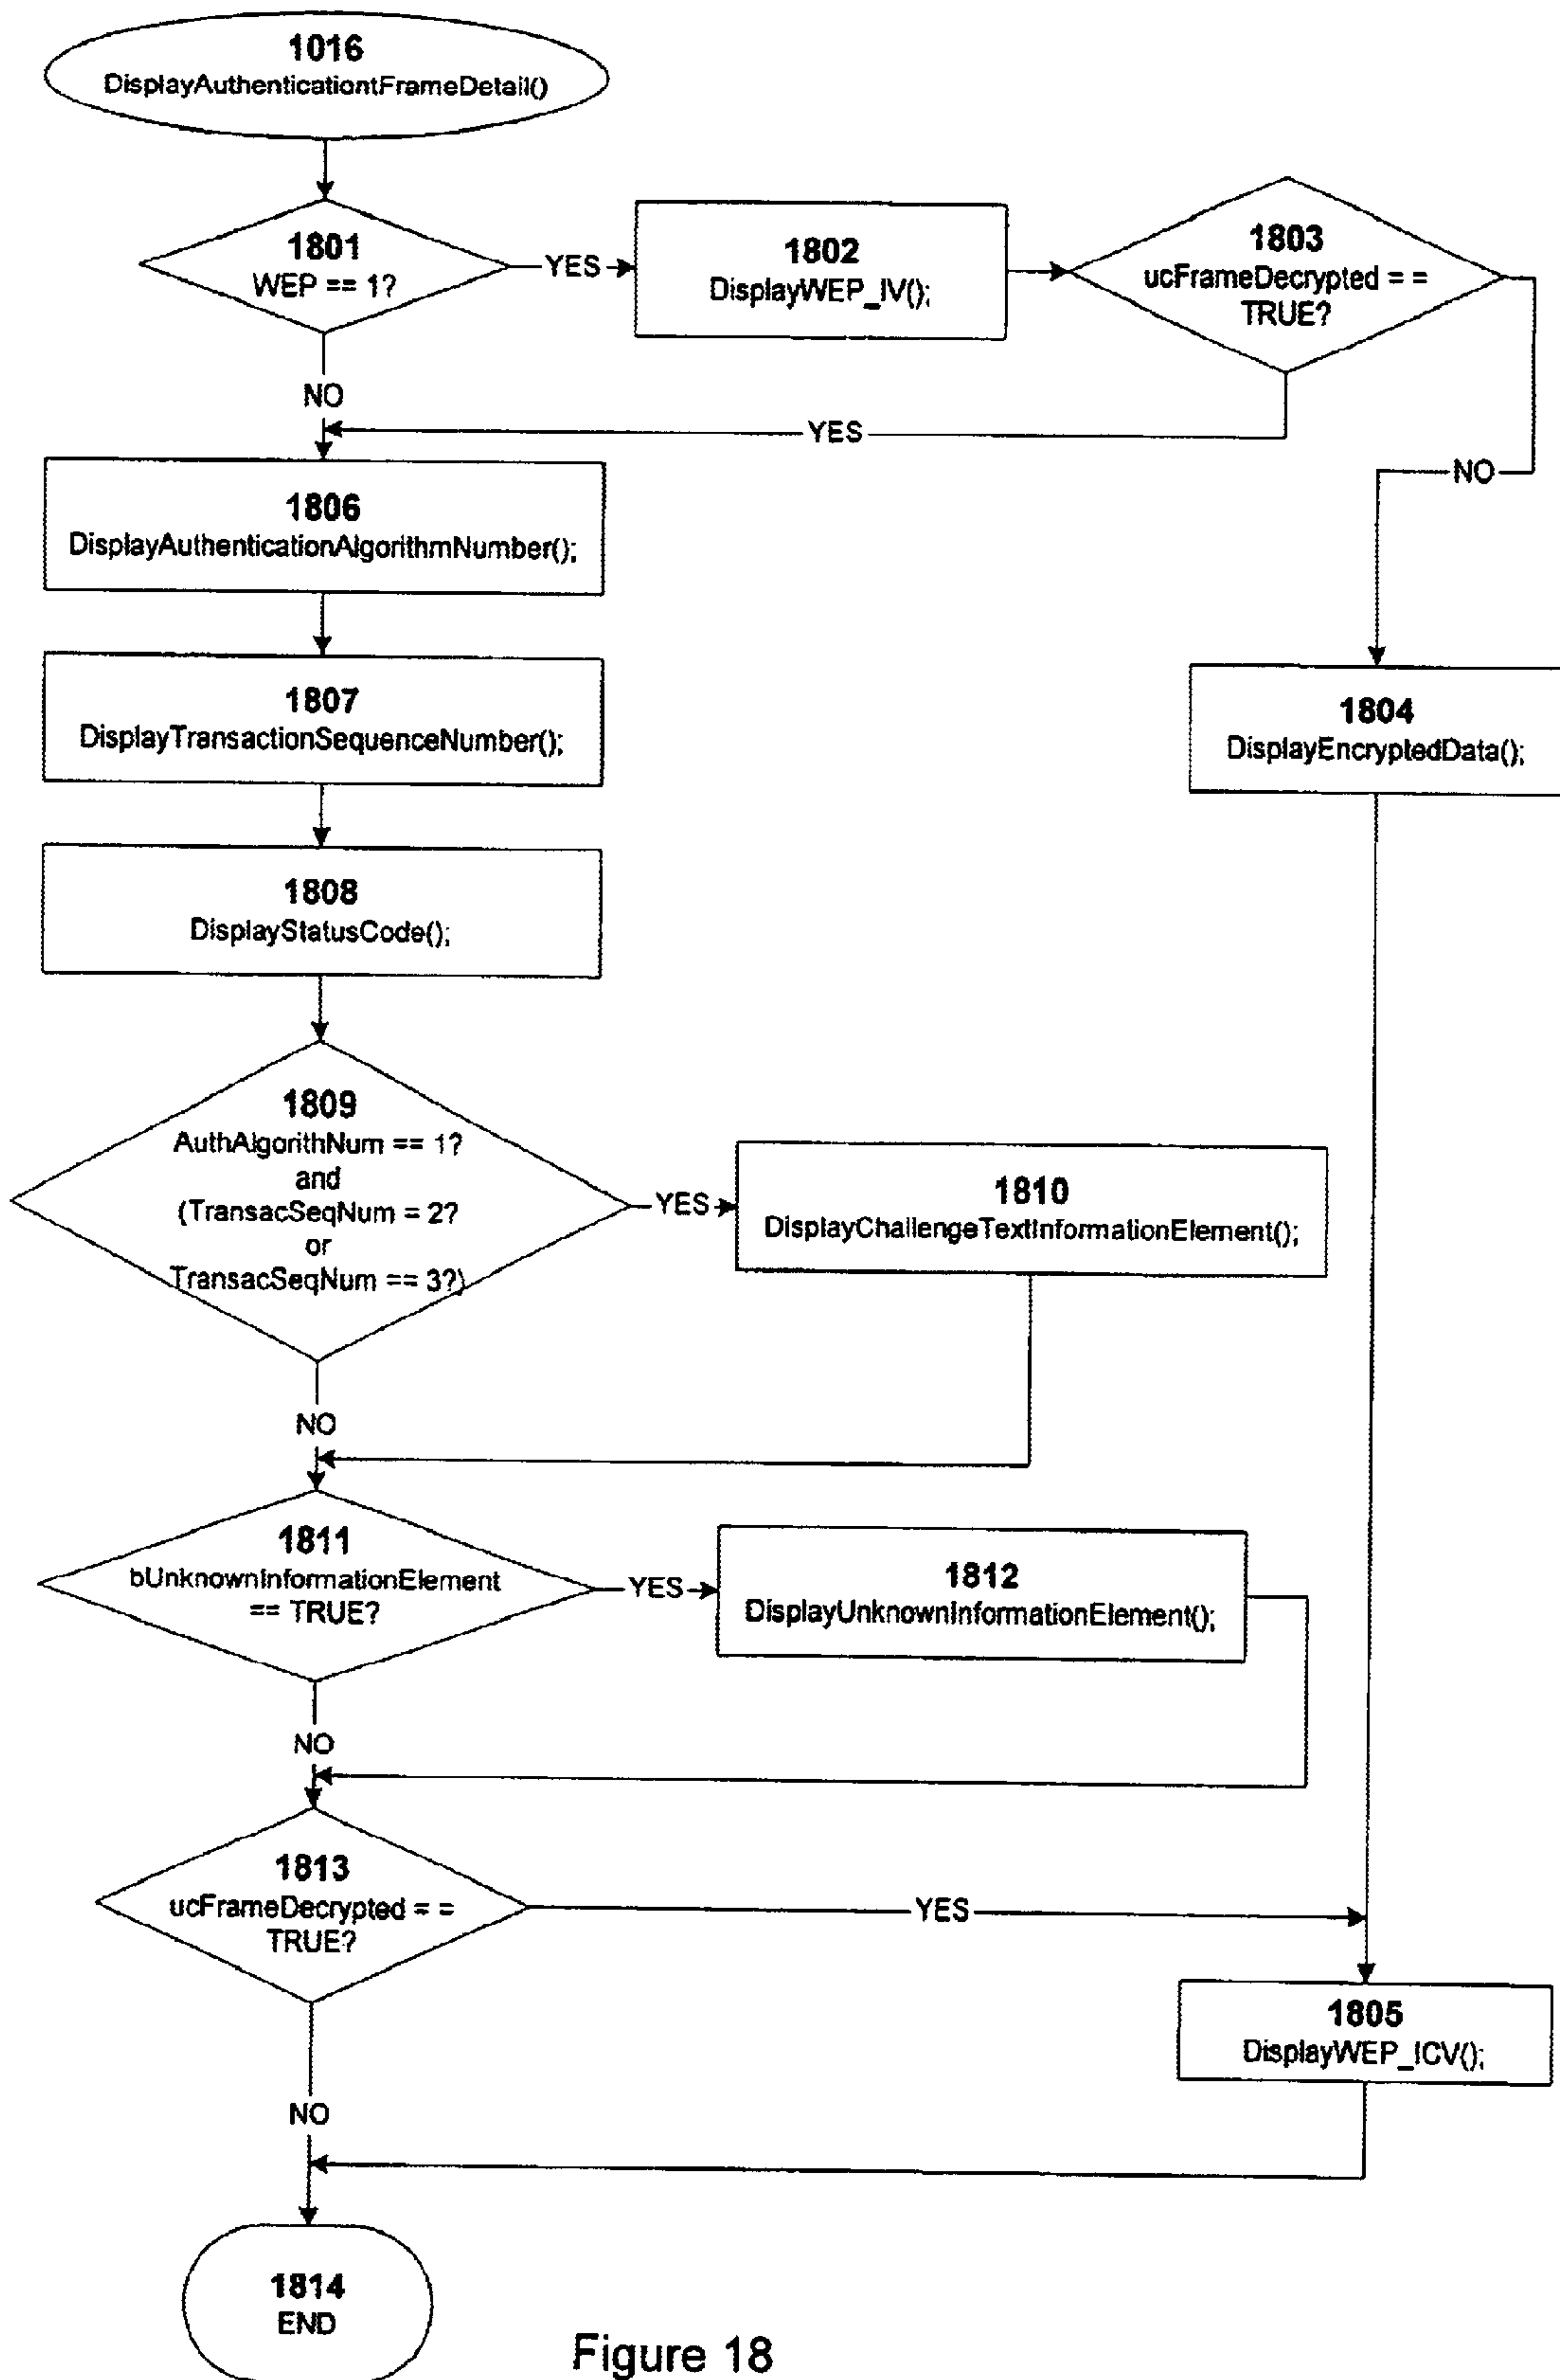 1016
DisplayAuthenticationtFrameDetail()
1801
WEP == 1?
YES
1802
DisplayWEP_IV();
1803
ucFrameDecrypted = =
TRUE?
NO
YES
NO
1806
DisplayAuthenticationAlgorithmNumber();
1807
DisplayTransactionSequenceNumber();
1804
DisplayEncryptedData();
1808
DisplayStatusCode();
1809
AuthAlgorithNum == 1?
and
(TransacSeqNum = 2?
or
TransacSeqNum == 3?)
YES
1810
DisplayChallengeTextInformationElement();
NO
1811
bUnknownInformationElement
== TRUE?
YES
1812
DisplayUnknownInformationElement();
NO
1813
ucFrameDecrypted = =
TRUE?
YES
1805
DisplayWEP_ICV();
NO
1814
END
Figure 18